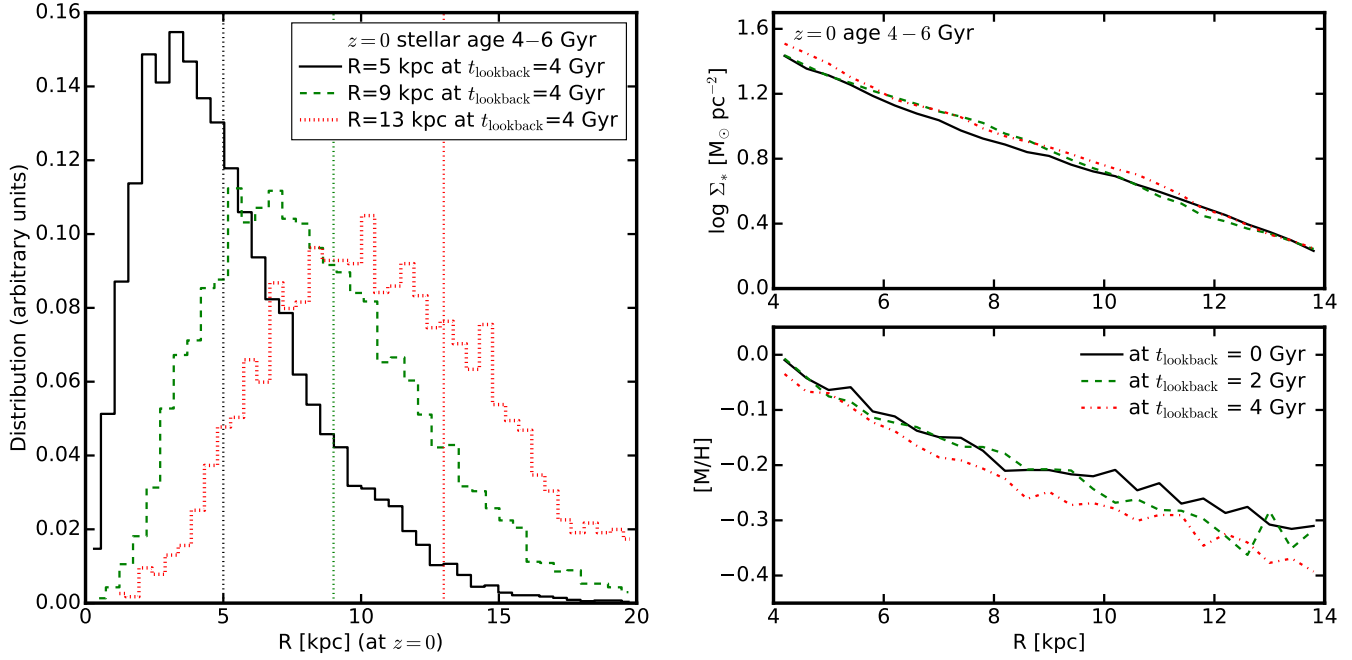 z=0 stellar age 4−6 Gyr
R=5 kpc at t_lookback=4 Gyr
R=9 kpc at t_lookback=4 Gyr
R=13 kpc at t_lookback=4 Gyr
Distribution (arbitrary units)
0.16
0.14
0.12
0.10
0.08
0.06
0.04
0.02
0.00
0 5 10 15 20
R [kpc] (at z=0)
z=0 age 4−6 Gyr
log Σ_* [M_⊙ pc^−2]
1.6
1.2
0.8
0.4
0.0
4 6 8 10 12 14
at t_lookback = 0 Gyr
at t_lookback = 2 Gyr
at t_lookback = 4 Gyr
[M/H]
0.0
−0.1
−0.2
−0.3
−0.4
4 6 8 10 12 14
R [kpc]